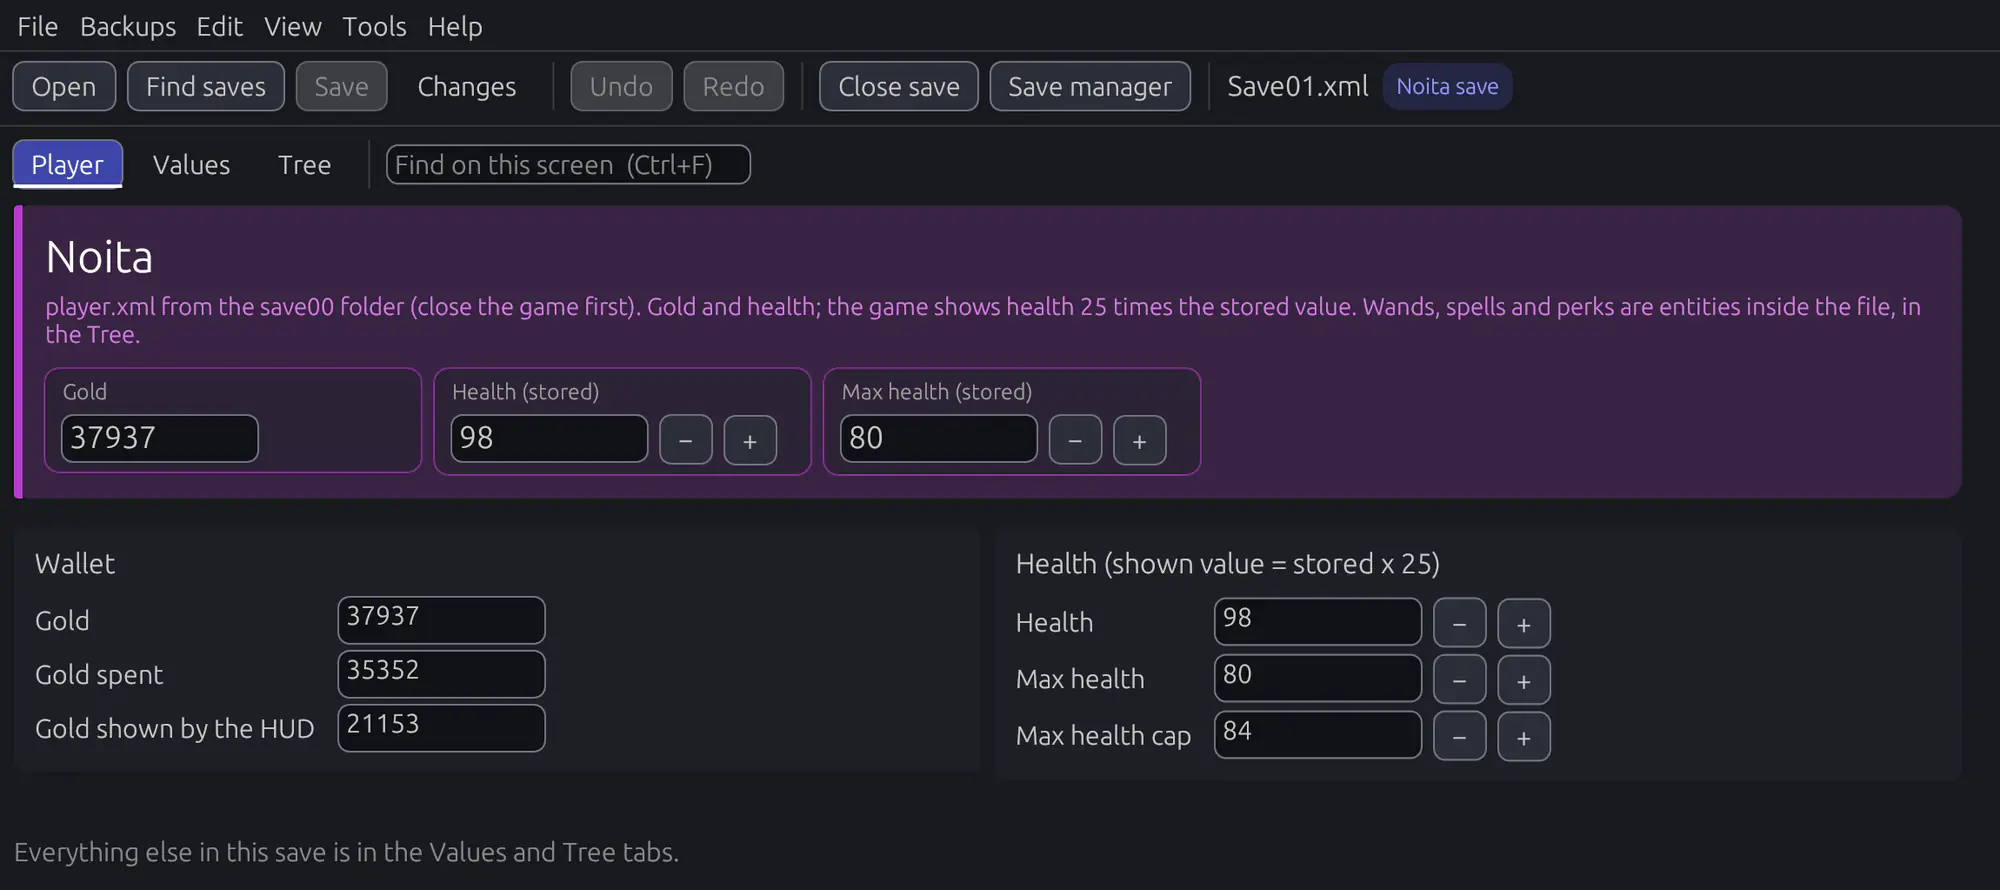 File Backups Edit View Tools Help
Open Find saves Save Changes Undo Redo Close save Save manager Save01.xml Noita save
Player Values Tree Find on this screen (Ctrl+F)
Noita
player.xml from the save00 folder (close the game first). Gold and health; the game shows health 25 times the stored value. Wands, spells and perks are entities inside the file, in
the Tree.
Gold Health (stored) Max health (stored)
37937 98 − + 80 − +
Wallet
Gold 37937
Gold spent 35352
Gold shown by the HUD 21153
Health (shown value = stored x 25)
Health 98 − +
Max health 80 − +
Max health cap 84 − +
Everything else in this save is in the Values and Tree tabs.